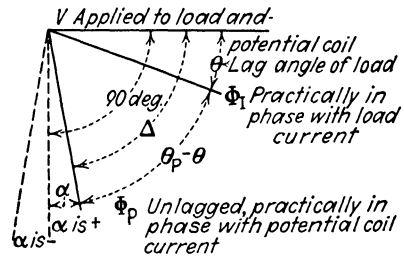 V Applied to load and-
potential coil
θ Lag angle of load
90 deg.
Φ_I Practically in
phase with load
current
Δ
θ_P-θ
α
α is +
α is -
Φ_p Unlagged, practically in
phase with potential coil
current